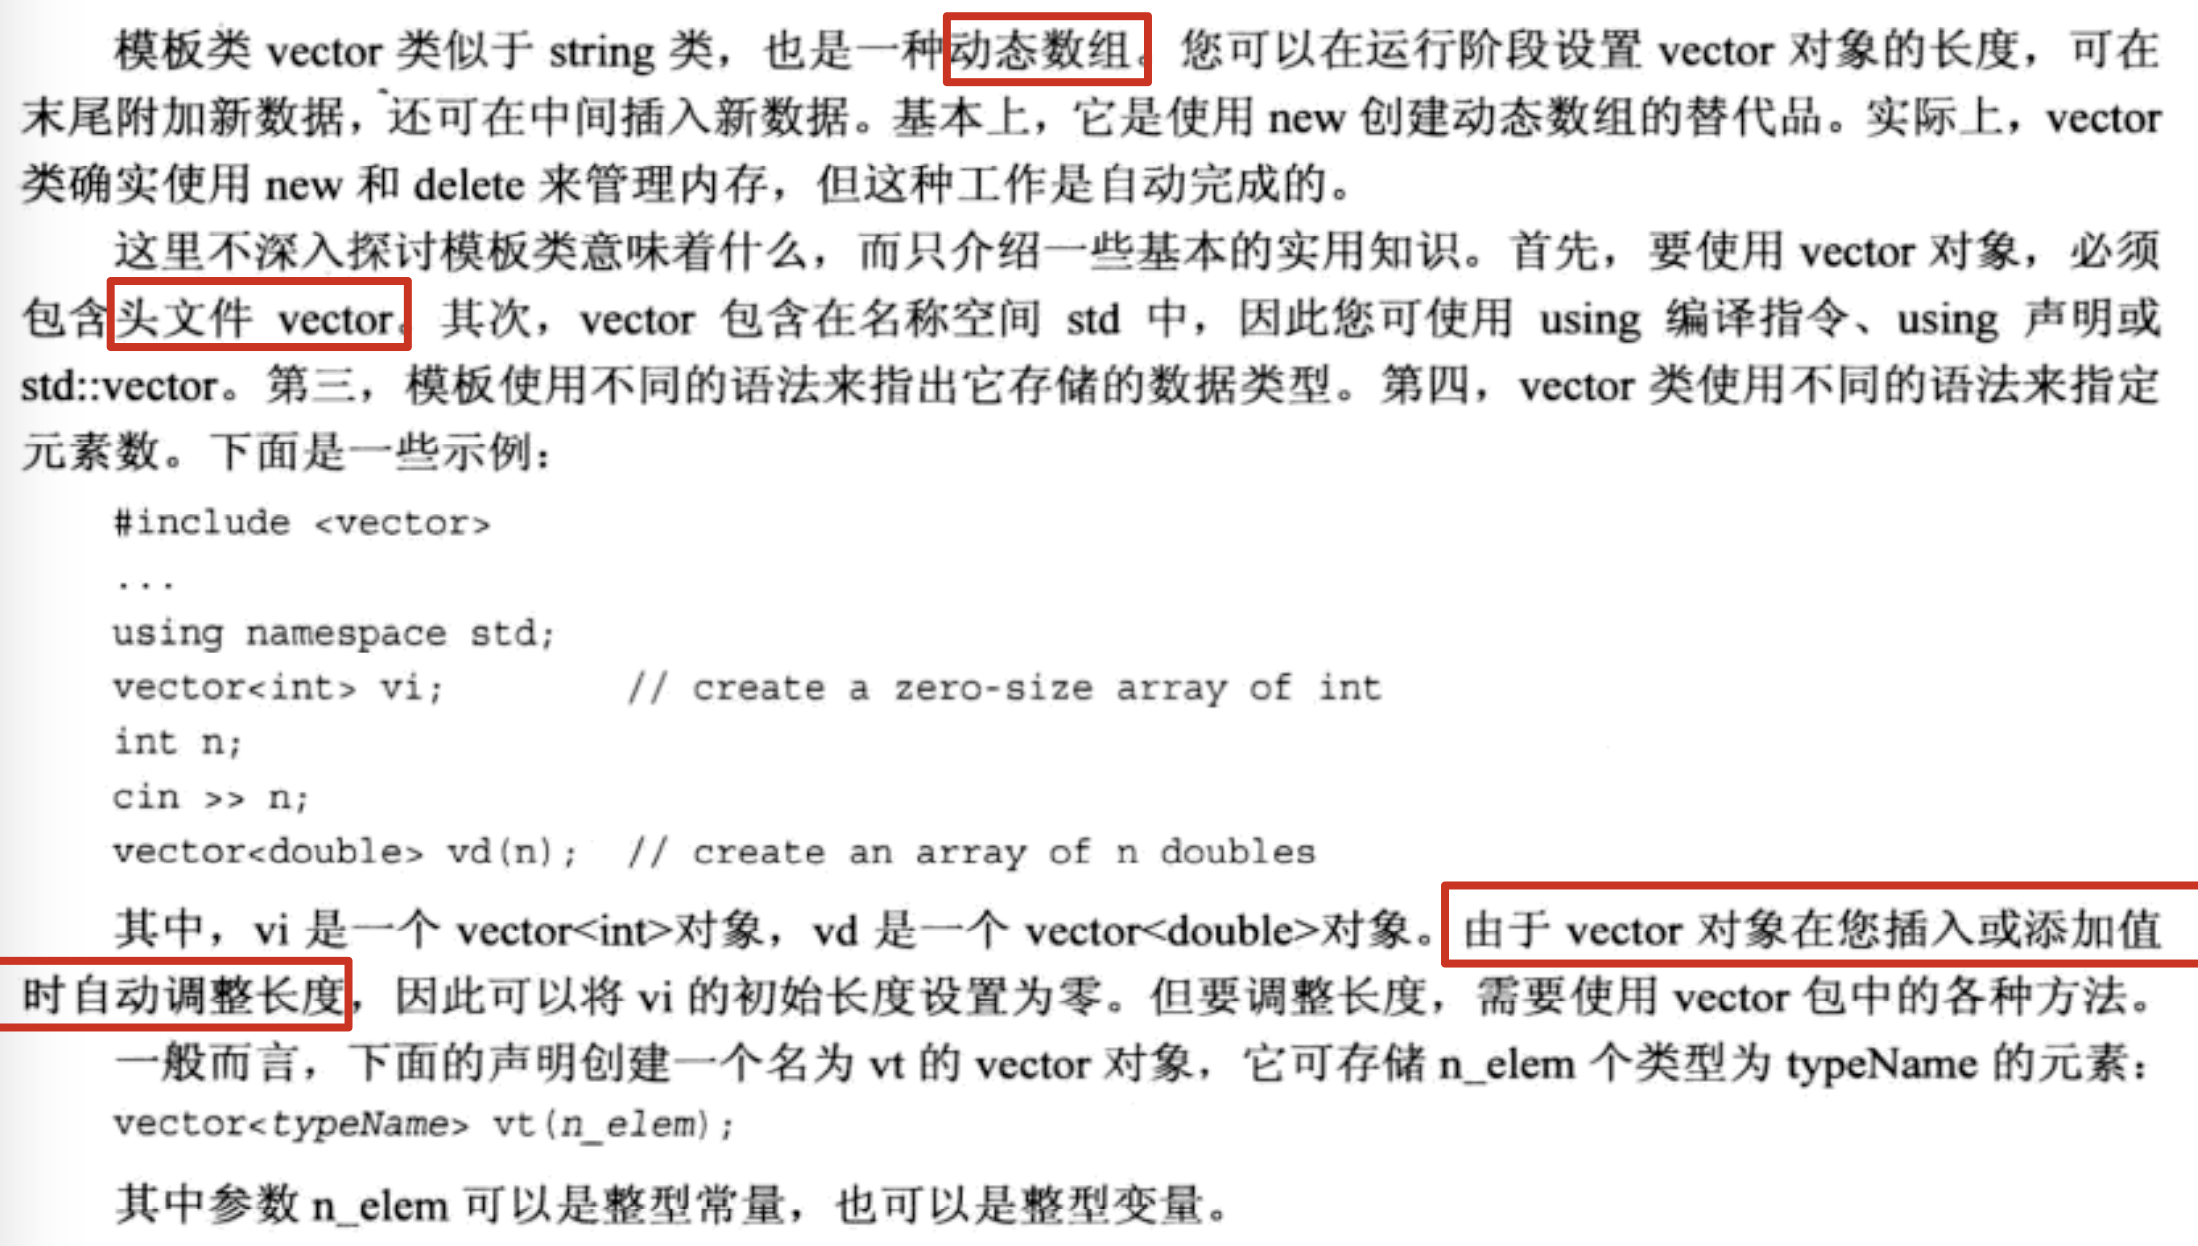 模板类 vector 类似于 string 类，也是一种动态数组。您可以在运行阶段设置 vector 对象的长度，可在
末尾附加新数据，还可在中间插入新数据。基本上，它是使用 new 创建动态数组的替代品。实际上，vector
类确实使用 new 和 delete 来管理内存，但这种工作是自动完成的。
这里不深入探讨模板类意味着什么，而只介绍一些基本的实用知识。首先，要使用 vector 对象，必须
包含头文件 vector。其次，vector 包含在名称空间 std 中，因此您可使用 using 编译指令、using 声明或
std::vector。第三，模板使用不同的语法来指出它存储的数据类型。第四，vector 类使用不同的语法来指定
元素数。下面是一些示例：
#include <vector>
...
using namespace std;
vector<int> vi; // create a zero-size array of int
int n;
cin >> n;
vector<double> vd(n); // create an array of n doubles
其中，vi 是一个 vector<int>对象，vd 是一个 vector<double>对象。由于 vector 对象在您插入或添加值
时自动调整长度，因此可以将 vi 的初始长度设置为零。但要调整长度，需要使用 vector 包中的各种方法。
一般而言，下面的声明创建一个名为 vt 的 vector 对象，它可存储 n_elem 个类型为 typeName 的元素：
vector<typeName> vt(n_elem);
其中参数 n_elem 可以是整型常量，也可以是整型变量。